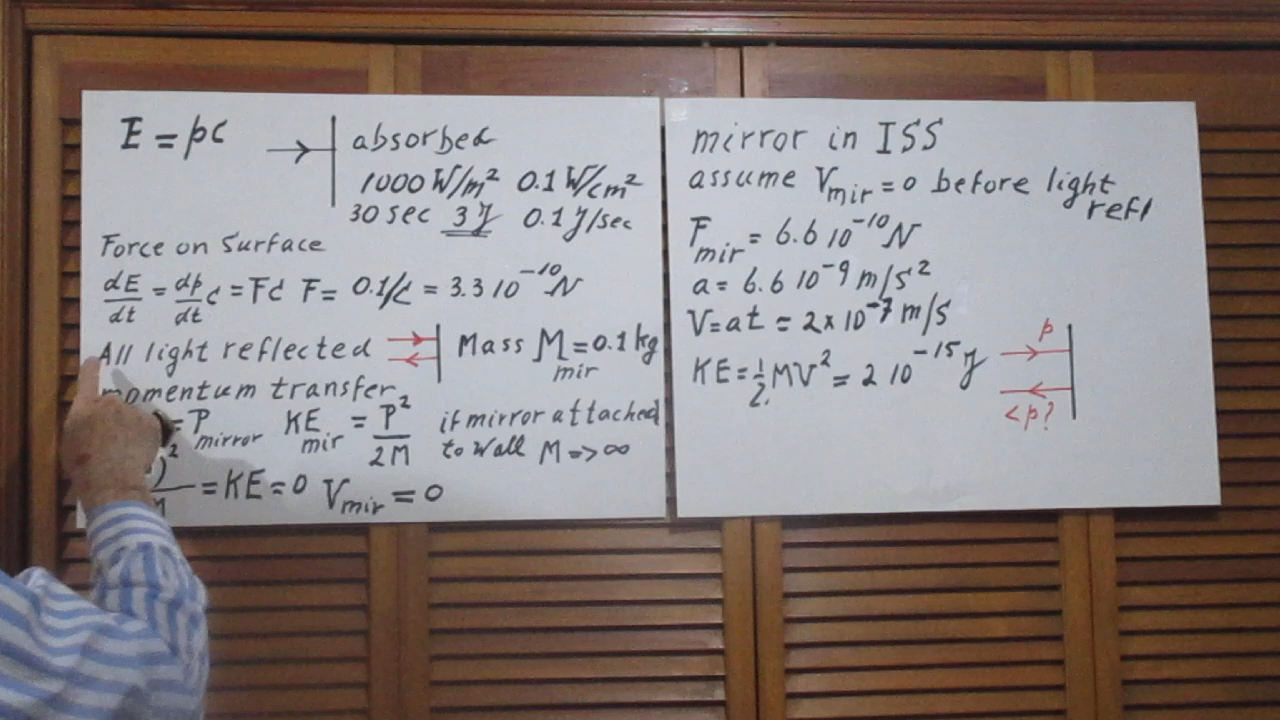 E = pc → absorbed
1000 W/m² 0.1 W/cm²
30 sec 3J 0.1 J/sec
Force on Surface
dE/dt = dp/dt c = Fc F = 0.1/c = 3.3 10⁻¹⁰ N
All light reflected Mass M_mir = 0.1 kg
momentum transfer
= P_mirror KE_mir = P²/2M if mirror attached
to wall M => ∞
= KE = 0 V_mir = 0
mirror in ISS
assume V_mir = 0 before light
refl
F_mir = 6.6 10⁻¹⁰ N
a = 6.6 10⁻⁹ m/s²
V = at = 2 × 10⁻⁷ m/s
p
KE = ½ MV² = 2 10⁻¹⁵ J
<p?